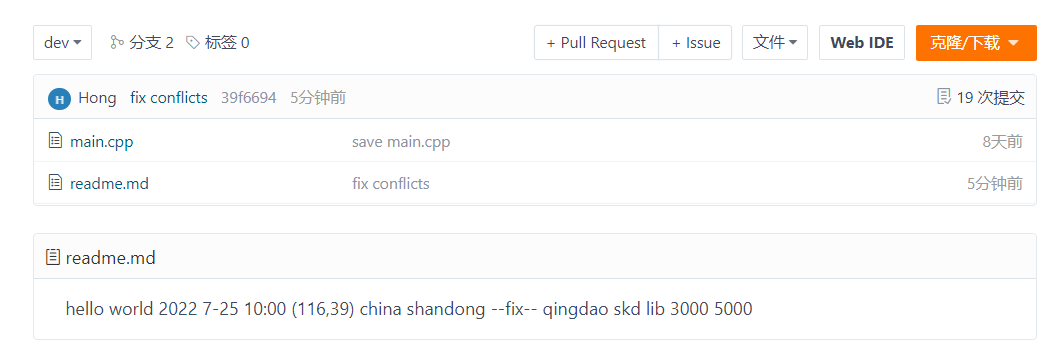 dev 分支 2 标签 0 + Pull Request + Issue 文件 Web IDE 克隆/下载
H Hong fix conflicts 39f6694 5分钟前 19 次提交
main.cpp save main.cpp 8天前
readme.md fix conflicts 5分钟前
readme.md
hello world 2022 7-25 10:00 (116,39) china shandong --fix-- qingdao skd lib 3000 5000